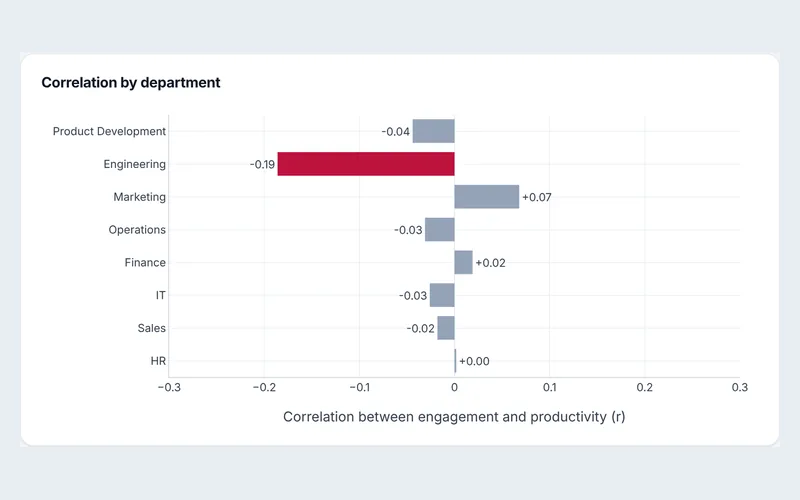 Correlation by department
Product Development
-0.04
Engineering
-0.19
Marketing
+0.07
Operations
-0.03
Finance
+0.02
IT
-0.03
Sales
-0.02
HR
+0.00
−0.3 −0.2 −0.1 0 0.1 0.2 0.3
Correlation between engagement and productivity (r)